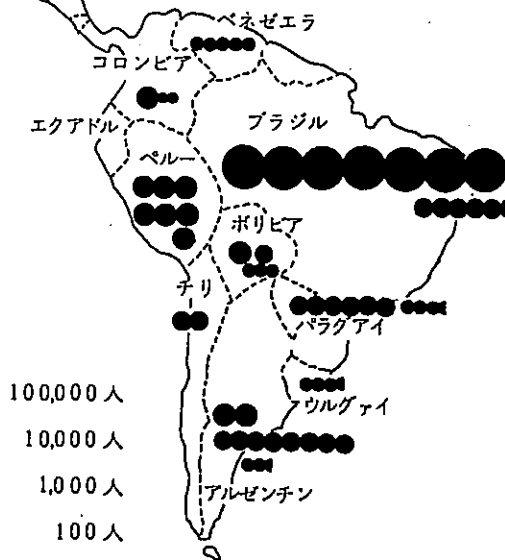 ベネゼエラ
コロンビア
エクアドル
ブラジル
ペルー
ボリビア
チリ
パラグアイ
100,000人
ウルグァイ
10,000人
1,000人
アルゼンチン
100人